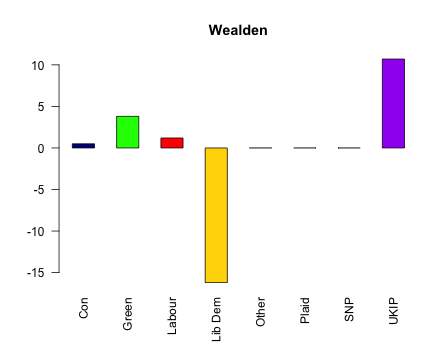 Wealden
10
5
0
-5
-10
-15
Con
Green
Labour
Lib Dem
Other
Plaid
SNP
UKIP